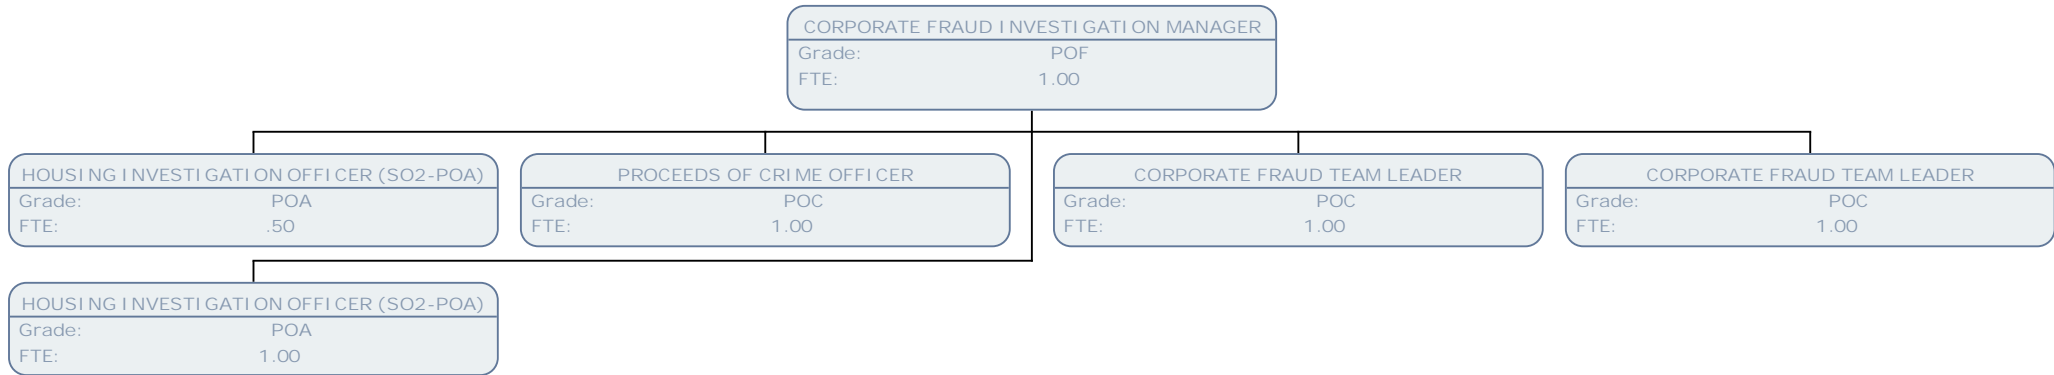 CORPORATE FRAUD INVESTIGATION MANAGER
Grade: POF
FTE: 1.00
HOUSING INVESTIGATION OFFICER (SO2-POA)
Grade: POA
FTE: .50
PROCEEDS OF CRIME OFFICER
Grade: POC
FTE: 1.00
CORPORATE FRAUD TEAM LEADER
Grade: POC
FTE: 1.00
CORPORATE FRAUD TEAM LEADER
Grade: POC
FTE: 1.00
HOUSING INVESTIGATION OFFICER (SO2-POA)
Grade: POA
FTE: 1.00